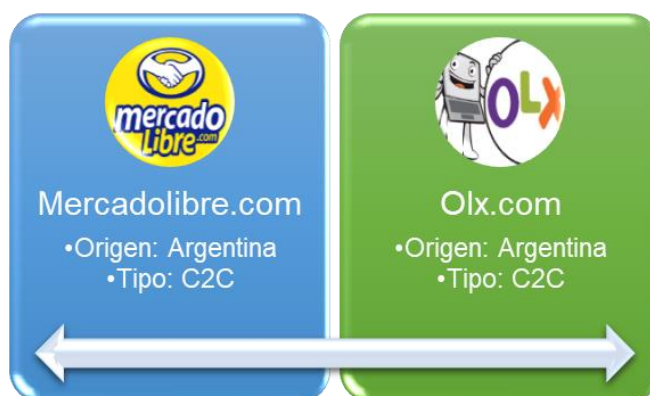 mercado
libre.com
Mercadolibre.com
•Origen: Argentina
•Tipo: C2C
OLX
Olx.com
•Origen: Argentina
•Tipo: C2C